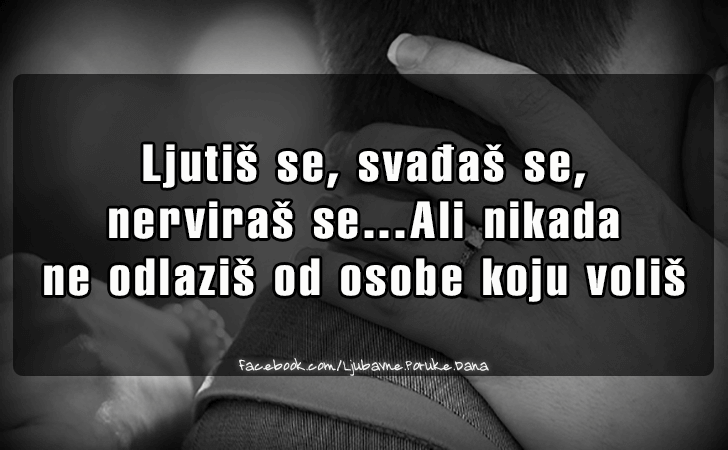 Ljutiš se, svađaš se,
nerviraš se...Ali nikada
ne odlaziš od osobe koju voliš
Facebook.com/Ljubavne.Poruke.Dana